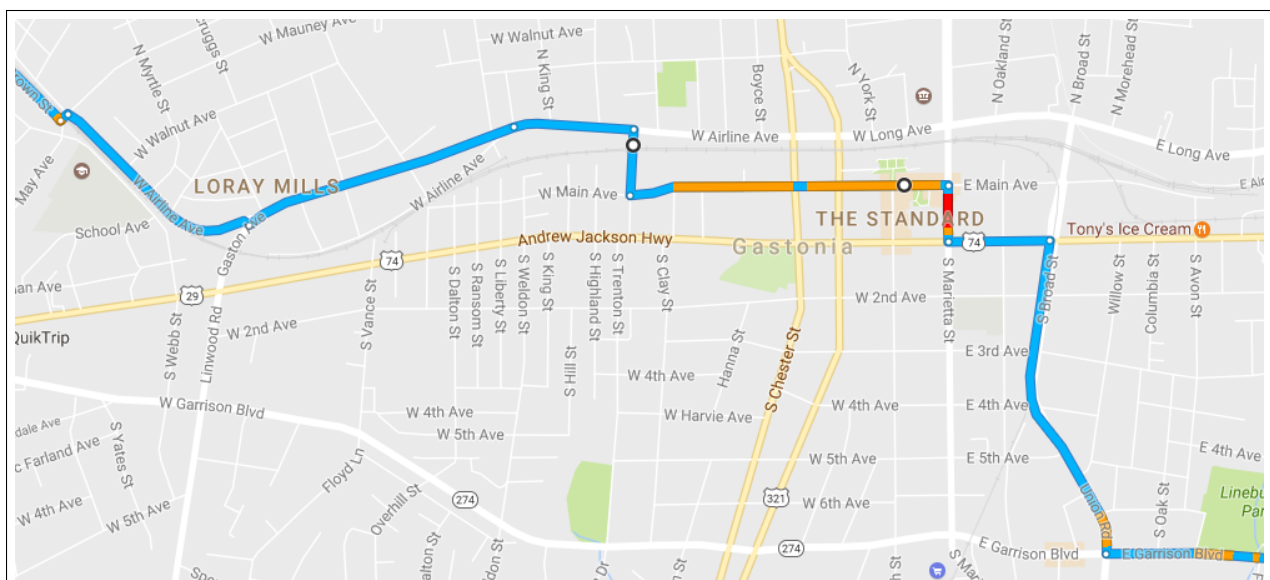 W Mauney Ave
W Walnut Ave
N Myrtle St
N King St
Boyce St
N York St
N Oakland St
N Broad St
N Morehead St
W Walnut Ave
W Airline Ave
W Long Ave
E Long Ave
May Ave
LORAY MILLS
W Airline Ave
W Main Ave
E Main Ave
School Ave
W Airline Ave
Gaston Ave
THE STANDARD
Tony's Ice Cream
Andrew Jackson Hwy
Gastonia
74
74
29
S Vance St
S Dalton St
S Ransom St
S Liberty St
S Weldon St
S King St
S Highland St
S Trenton St
S Clay St
S Marietta St
S Broad St
Willow St
Columbia St
S Avon St
W 2nd Ave
W 2nd Ave
QuikTrip
S Webb St
Linwood Rd
Hill St
S
Hanna St
S Chester St
E 3rd Ave
W 4th Ave
W Garrison Blvd
W 4th Ave
W Harvie Ave
W 4th Ave
E 4th Ave
W 5th Ave
E 4th Ave
S Yates St
Floyd Ln
W 5th Ave
E 5th Ave
W 4th Ave
W 5th Ave
Overhill St
274
321
W 6th Ave
Union Rd
S Oak St
274
E Garrison Blvd
E Garrison Blvd